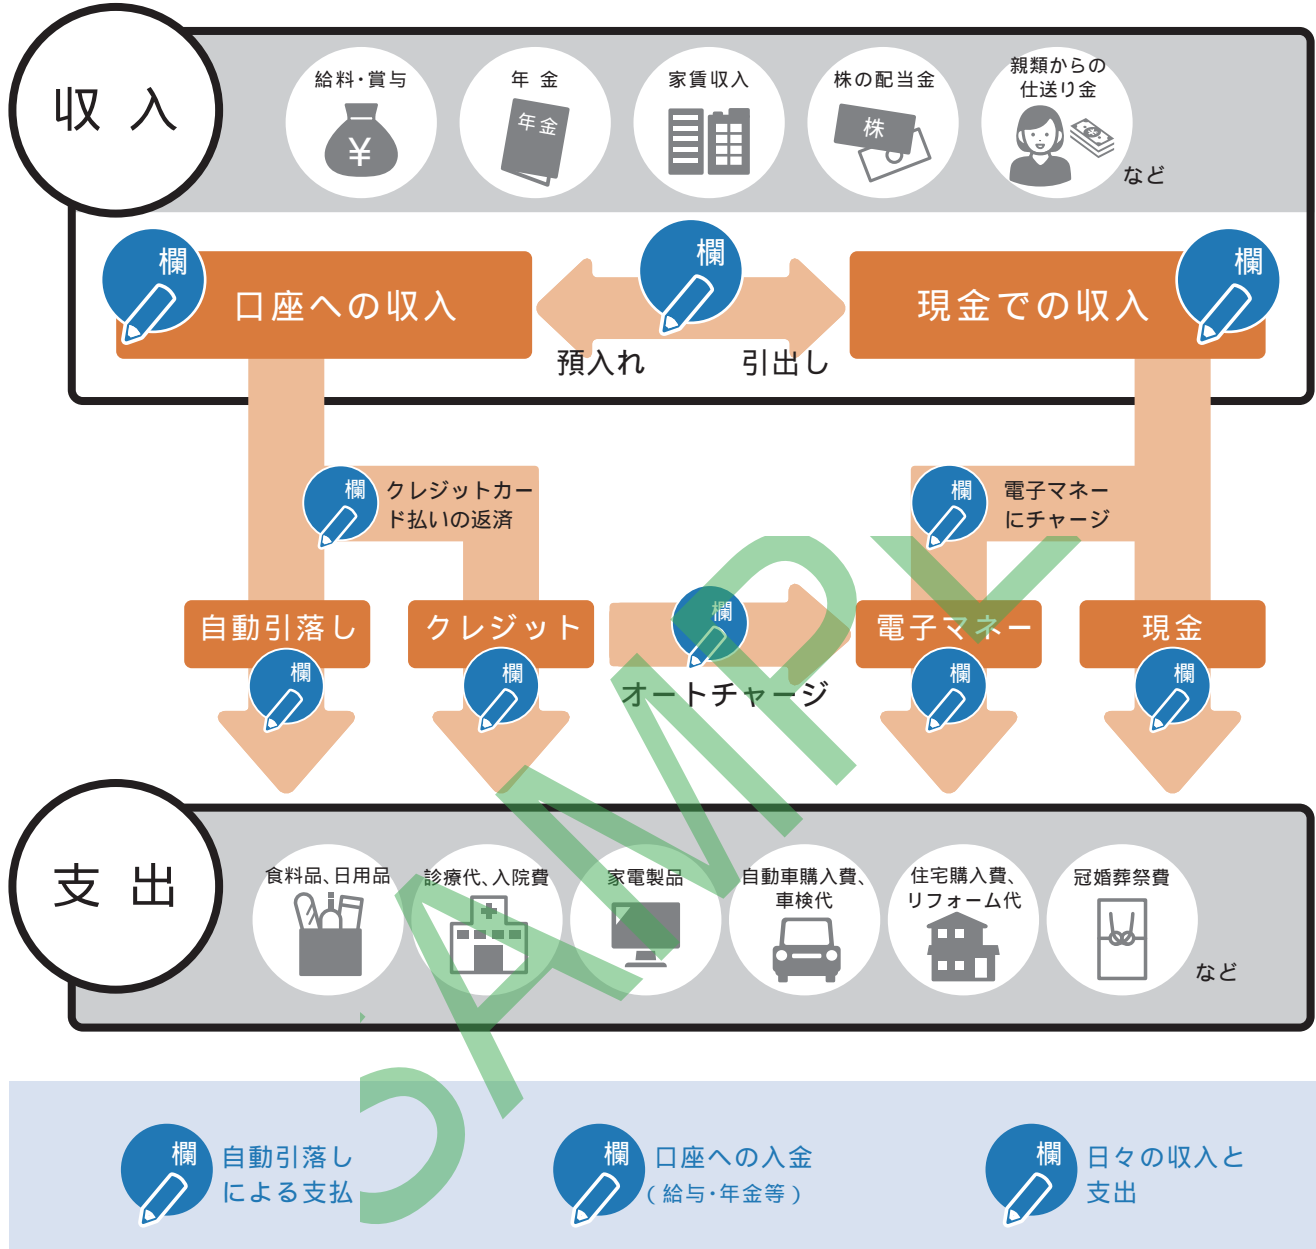 収入
給料・賞与
¥
年金
年金
家賃収入
株の配当金
株
親類からの
仕送り金
など
欄
口座への収入
欄
預入れ
引出し
現金での収入
欄
欄
クレジットカー
ド払いの返済
欄
電子マネー
にチャージ
自動引落し
欄
クレジット
欄
欄
オートチャージ
電子マネー
欄
現金
欄
支出
食料品、日用品
診療代、入院費
家電製品
自動車購入費、
車検代
住宅購入費、
リフォーム代
冠婚葬祭費
など
SAMPLE
欄
自動引落し
による支払
欄
口座への入金
(給与・年金等)
欄
日々の収入と
支出